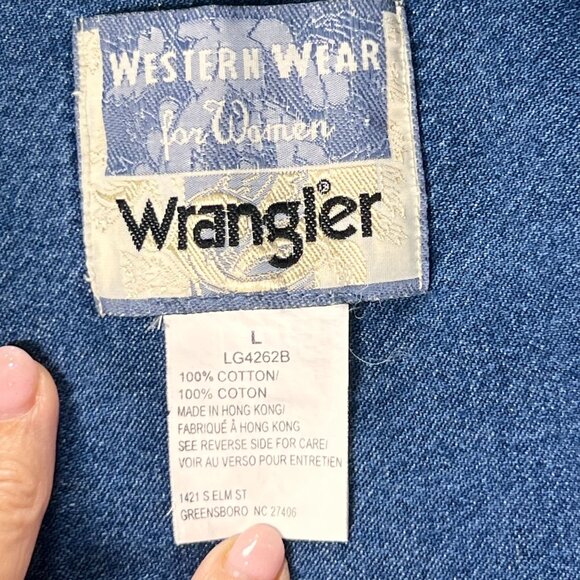 WESTERN WEAR
for Women
Wrangler®
L
LG4262B
100% COTTON/
100% COTON
MADE IN HONG KONG/
FABRIQUÉ À HONG KONG
SEE REVERSE SIDE FOR CARE/
VOIR AU VERSO POUR ENTRETIEN
1421 S.ELM ST
GREENSBORO NC 27406